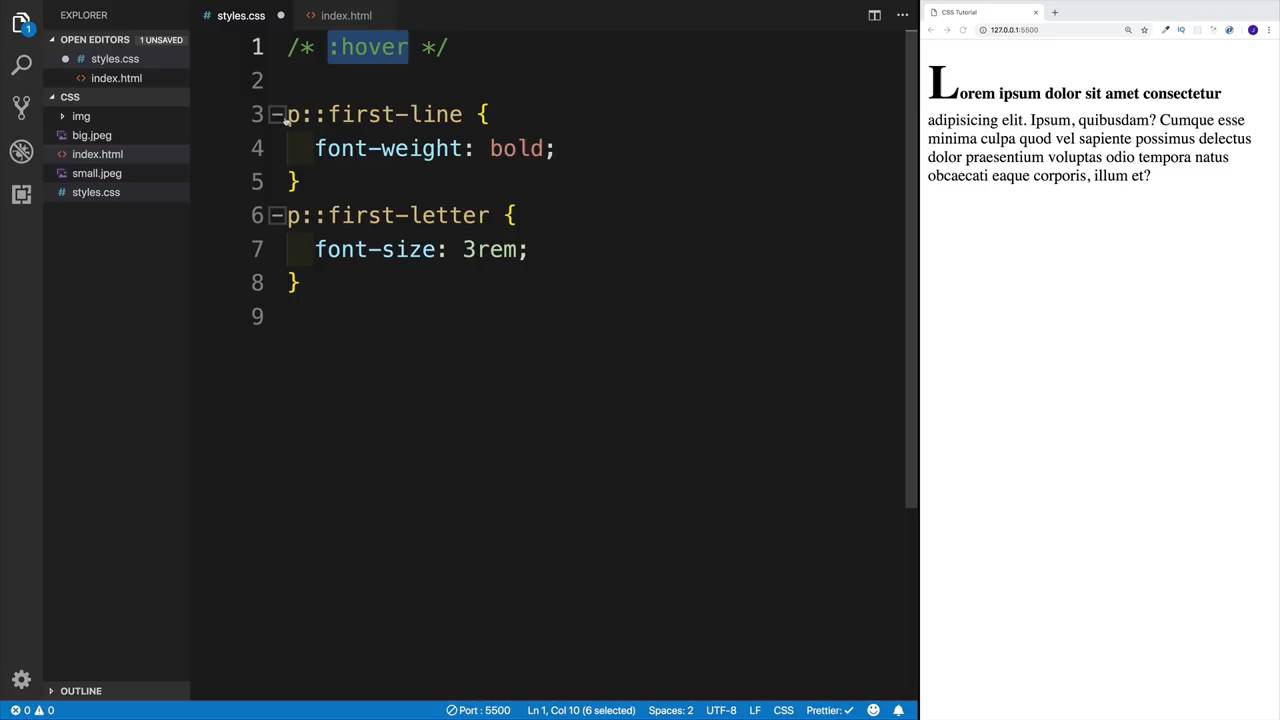 EXPLORER
OPEN EDITORS 1 UNSAVED
# styles.css
<> index.html
CSS
img
big.jpeg
<> index.html
small.jpeg
# styles.css
OUTLINE
1
# styles.css
<> index.html
1 /* :hover */
2
3 p::first-line {
4 font-weight: bold;
5 }
6 p::first-letter {
7 font-size: 3rem;
8 }
9
CSS Tutorial
127.0.0.1:5500
Lorem ipsum dolor sit amet consectetur
adipisicing elit. Ipsum, quibusdam? Cumque esse
minima culpa quod vel sapiente possimus delectus
dolor praesentium voluptas odio tempora natus
obcaecati eaque corporis, illum et?
0 0 Port : 5500 Ln 1, Col 10 (6 selected) Spaces: 2 UTF-8 LF CSS Prettier: ✓